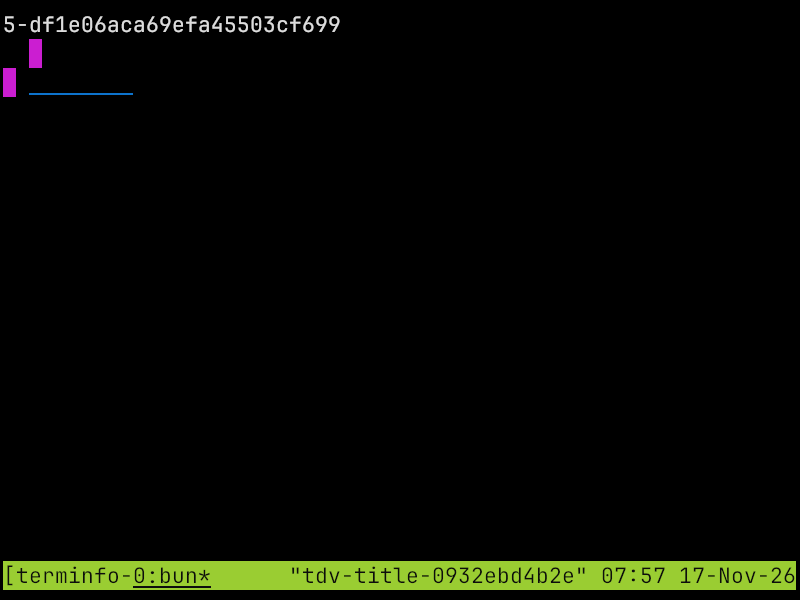 5-df1e06aca69efa45503cf699
[terminfo-0:bun*      "tdv-title-0932ebd4b2e" 07:57 17-Nov-26